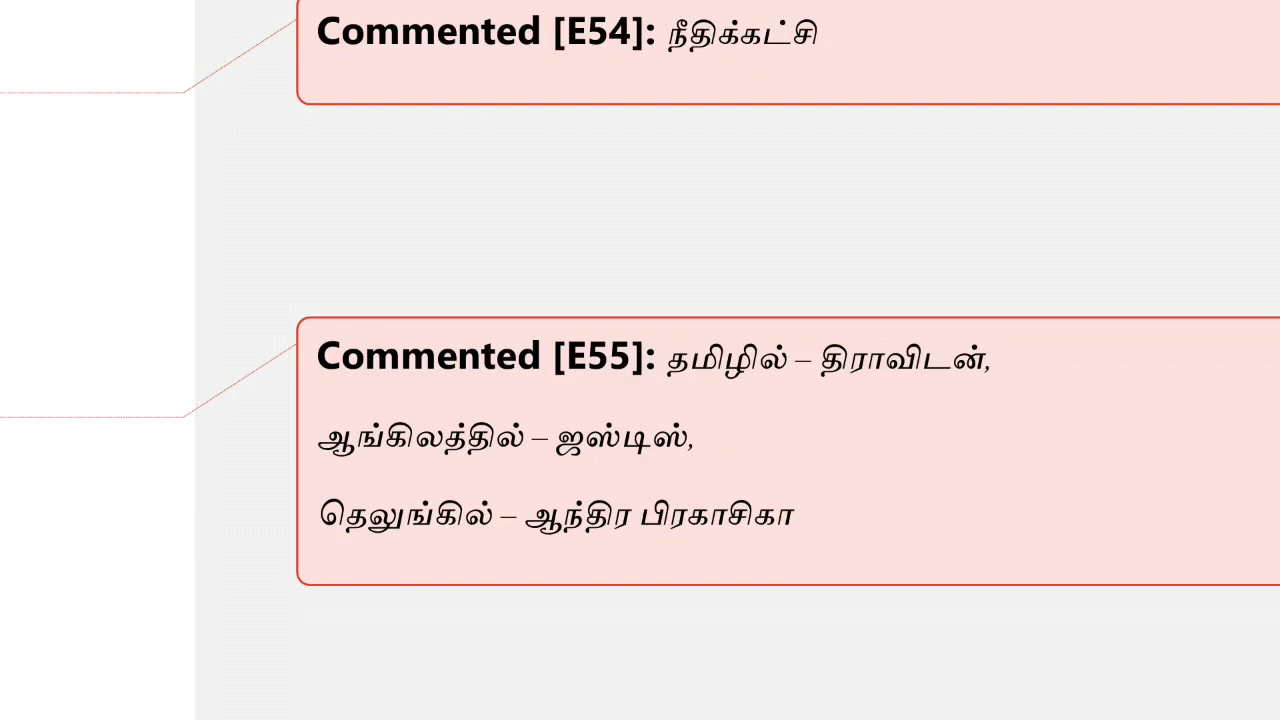 Commented [E54]: நீதிக்கட்சி
Commented [E55]: தமிழில் – திராவிடன்,
ஆங்கிலத்தில் – ஜஸ்டிஸ்,
தெலுங்கில் – ஆந்திர பிரகாசிகா